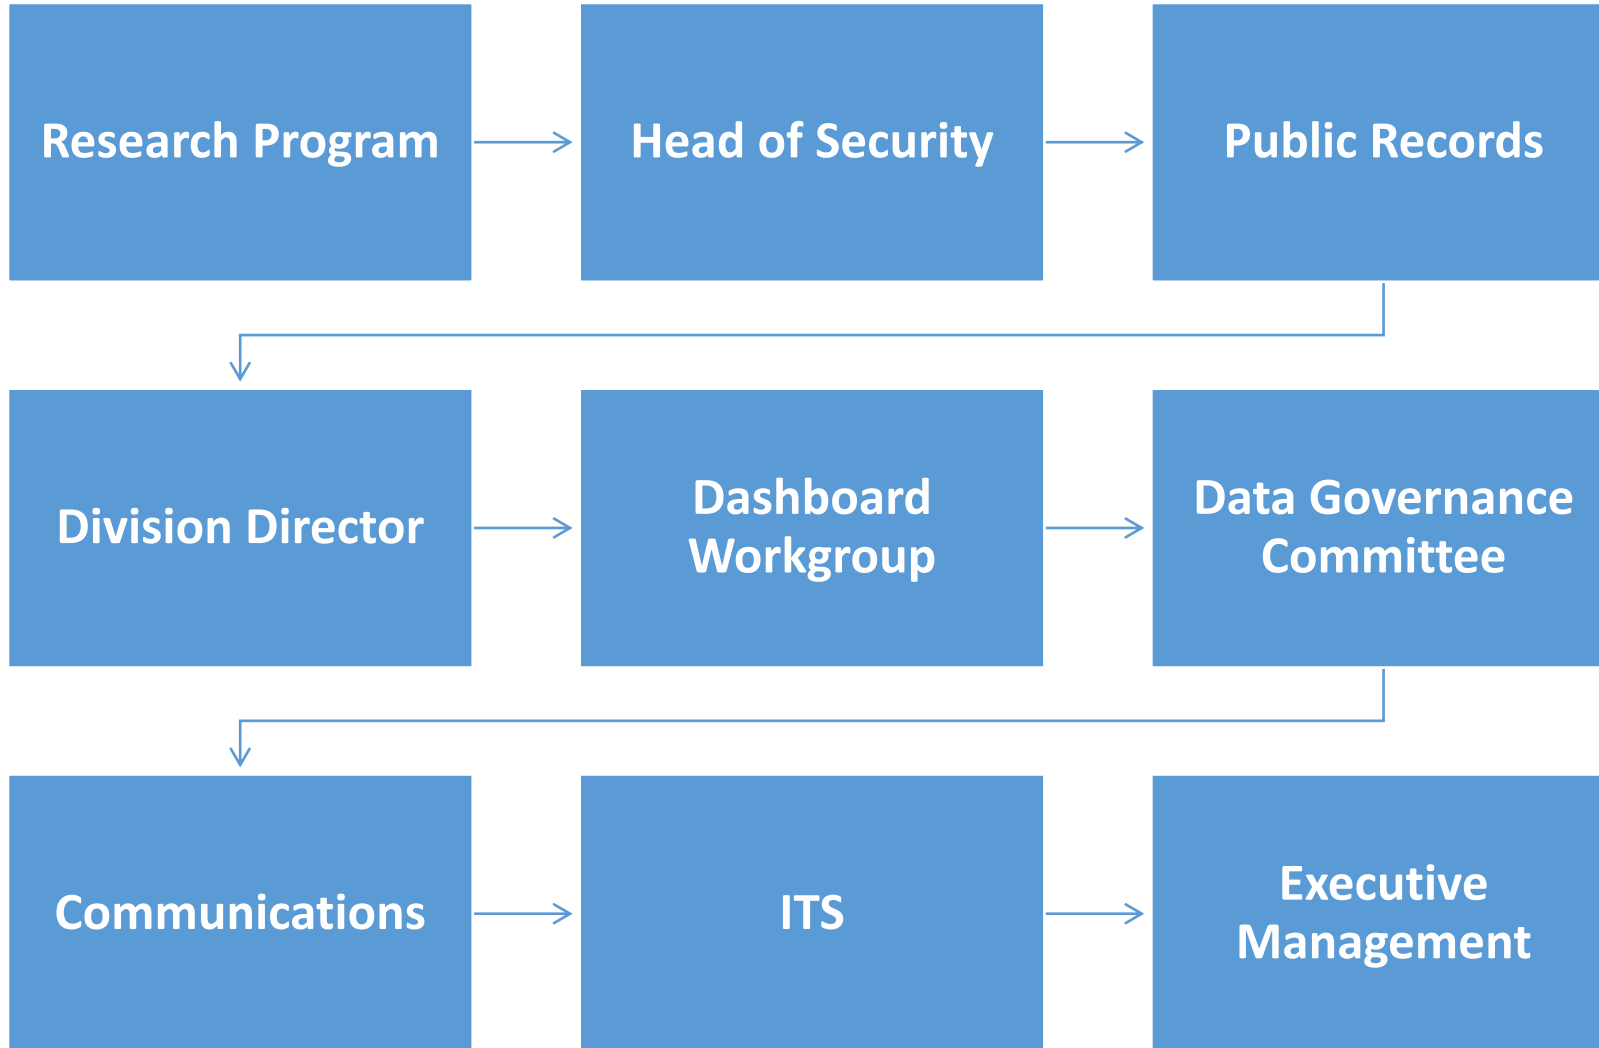 Research Program
Head of Security
Public Records
Division Director
Dashboard
Workgroup
Data Governance
Committee
Communications
ITS
Executive
Management